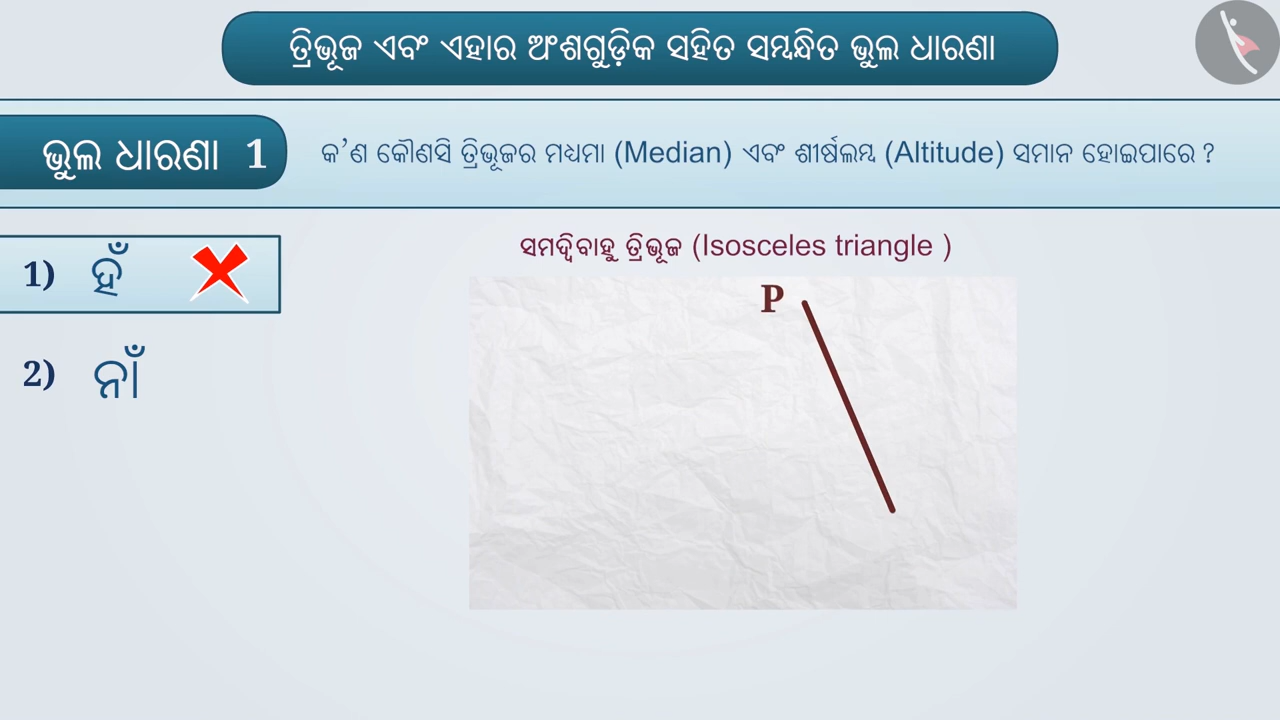 ତ୍ରିଭୂଜ ଏବଂ ଏହାର ଅଂଶଗୁଡ଼ିକ ସହିତ ସମ୍ବନ୍ଧିତ ଭୁଲ ଧାରଣା
ଭୁଲ ଧାରଣା 1
କ'ଣ କୌଣସି ତ୍ରିଭୂଜର ମଧ୍ୟମା (Median) ଏବଂ ଶୀର୍ଷଲମ୍ବ (Altitude) ସମାନ ହୋଇପାରେ ?
1) ହଁ
2) ନାଁ
ସମଦ୍ୱିବାହୁ ତ୍ରିଭୂଜ (Isosceles triangle )
P